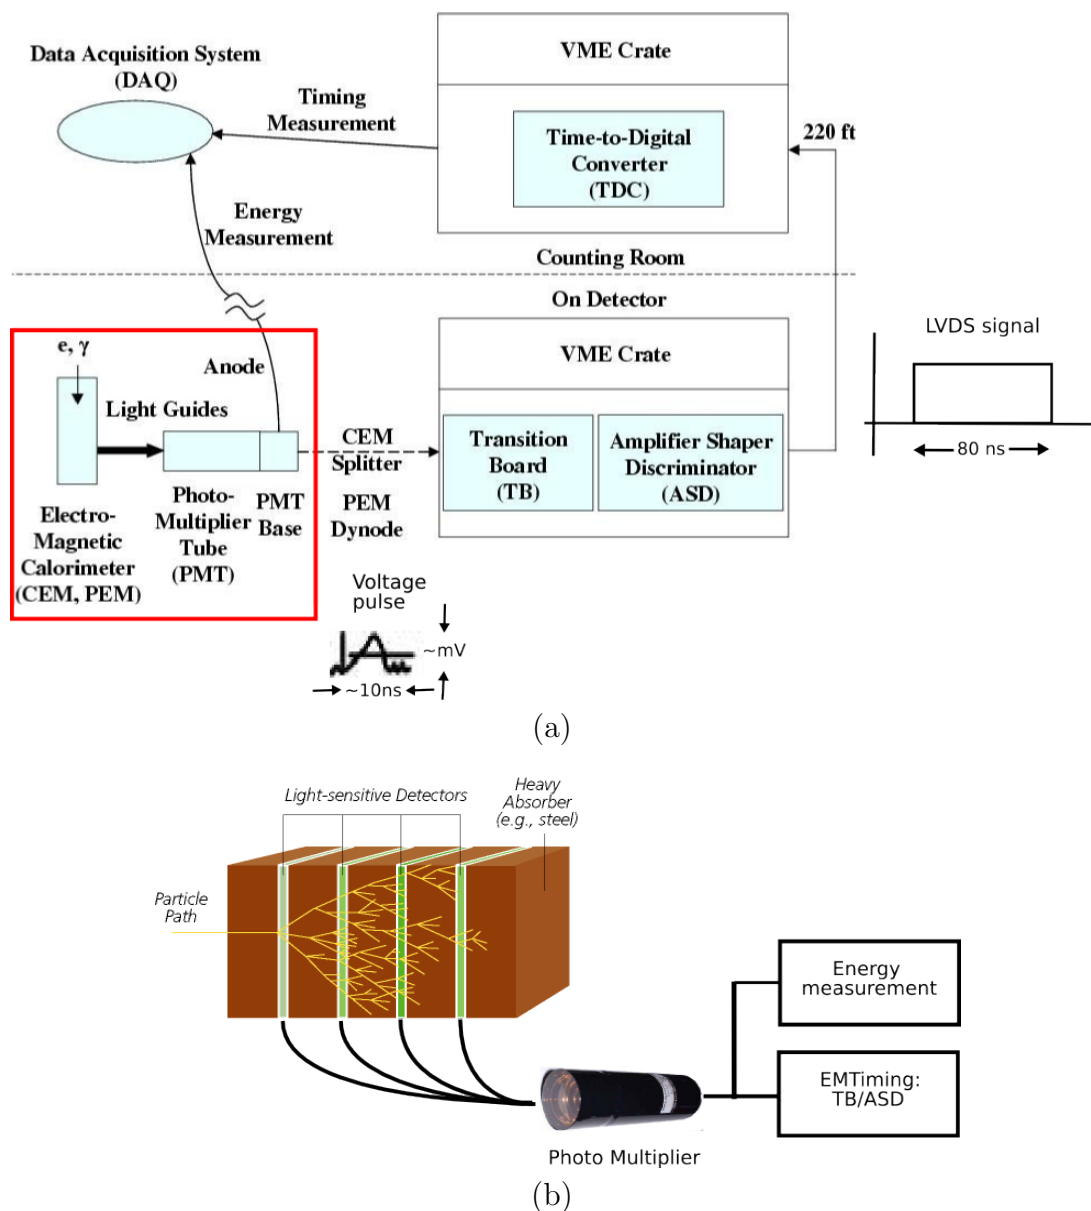 Data Acquisition System
(DAQ)
Timing
Measurement
VME Crate
Time-to-Digital
Converter
(TDC)
220 ft
Energy
Measurement
Counting Room
On Detector
e, γ
Light Guides
Anode
Electro-
Magnetic
Calorimeter
(CEM, PEM)
Photo-
Multiplier
Tube
(PMT)
PMT
Base
CEM
Splitter
PEM
Dynode
VME Crate
Transition
Board
(TB)
Amplifier Shaper
Discriminator
(ASD)
LVDS signal
80 ns
Voltage
pulse
~mV
~10ns
(a)
Light-sensitive Detectors
Heavy
Absorber
(e.g., steel)
Particle
Path
Energy
measurement
EMTiming:
TB/ASD
Photo Multiplier
(b)